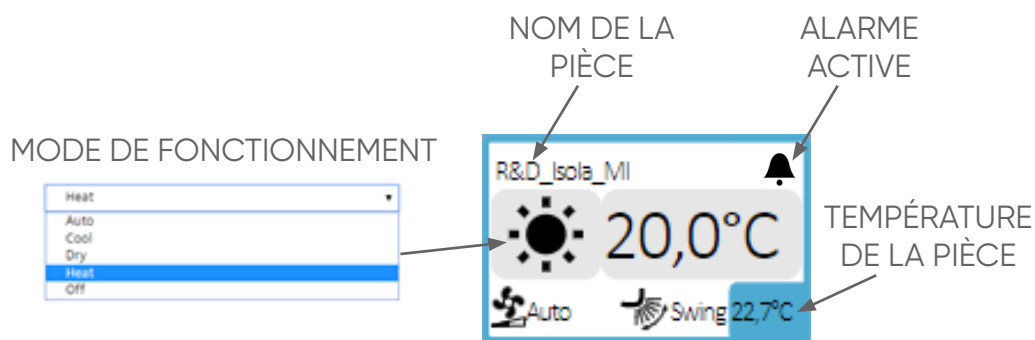 NOM DE LA
PIÈCE
ALARME
ACTIVE
MODE DE FONCTIONNEMENT
Heat
Auto
Cool
Dry
Heat
Off
R&D_Isola_MI
20,0°C
Auto
Swing
22,7°C
TEMPÉRATURE
DE LA PIÈCE